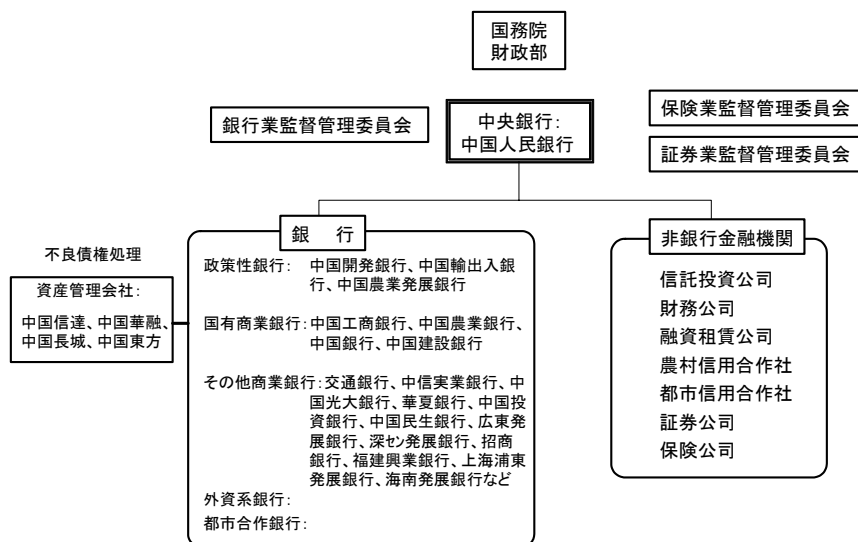 国務院
財政部
銀行業監督管理委員会
中央銀行：
中国人民銀行
保険業監督管理委員会
証券業監督管理委員会
不良債権処理
資産管理会社：
中国信達、中国華融、
中国長城、中国東方
銀　行
政策性銀行：　中国開発銀行、中国輸出入銀
行、中国農業発展銀行
国有商業銀行：中国工商銀行、中国農業銀行、
中国銀行、中国建設銀行
その他商業銀行：交通銀行、中信実業銀行、中
国光大銀行、華夏銀行、中国投
資銀行、中国民生銀行、広東発
展銀行、深セン発展銀行、招商
銀行、福建興業銀行、上海浦東
発展銀行、海南発展銀行など
外資系銀行：
都市合作銀行：
非銀行金融機関
信託投資公司
財務公司
融資租賃公司
農村信用合作社
都市信用合作社
証券公司
保険公司